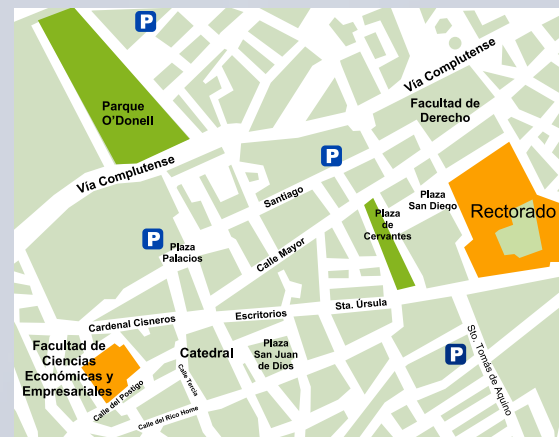 P
Parque
O'Donell
Vía Complutense
Facultad de
Derecho
Vía Complutense
P
Santiago
Plaza
San Diego
Rectorado
Plaza
de
Cervantes
P
Plaza
Palacios
Calle Mayor
Sta. Úrsula
Escritorios
Cardenal Cisneros
Facultad de
Ciencias
Económicas y
Empresariales
Catedral
Plaza
San Juan
de Dios
P
Sto. Tomás de Aquino
Calle Tercia
Calle del Postigo
Calle del Rico Home